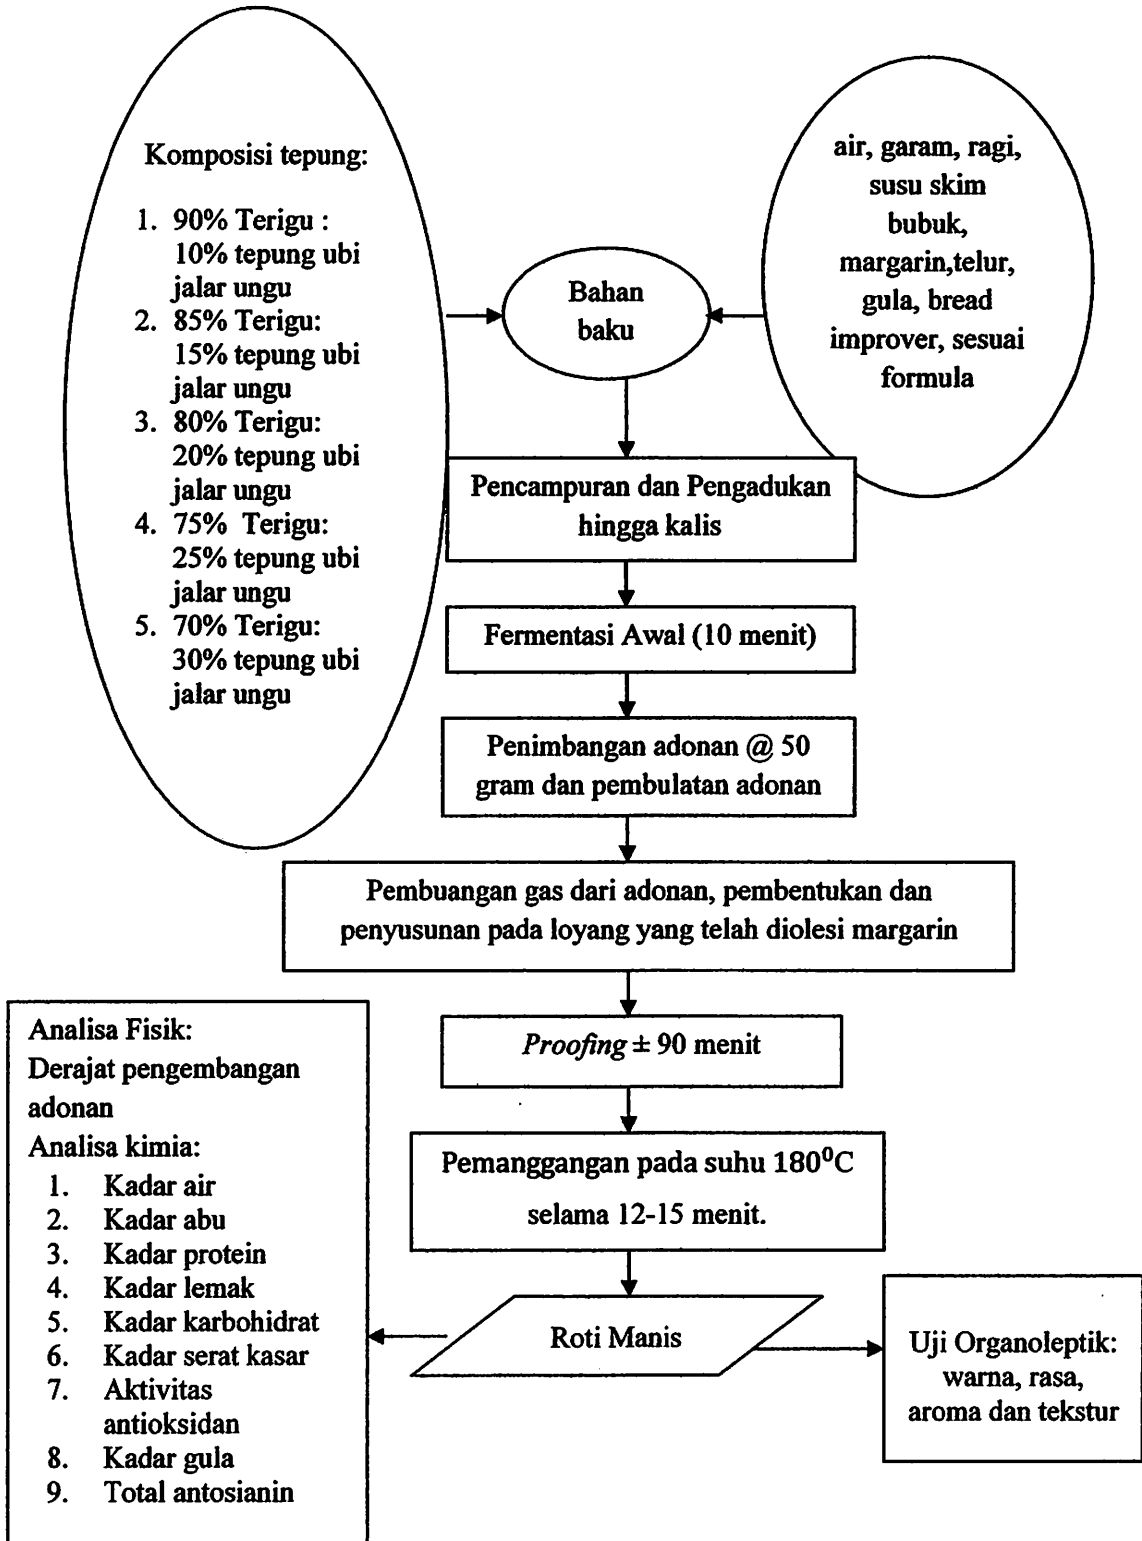 Komposisi tepung:
1. 90% Terigu :
10% tepung ubi
jalar ungu
2. 85% Terigu:
15% tepung ubi
jalar ungu
3. 80% Terigu:
20% tepung ubi
jalar ungu
4. 75% Terigu:
25% tepung ubi
jalar ungu
5. 70% Terigu:
30% tepung ubi
jalar ungu
Bahan
baku
air, garam, ragi,
susu skim
bubuk,
margarin,telur,
gula, bread
improver, sesuai
formula
Pencampuran dan Pengadukan
hingga kalis
Fermentasi Awal (10 menit)
Penimbangan adonan @ 50
gram dan pembulatan adonan
Pembuangan gas dari adonan, pembentukan dan
penyusunan pada loyang yang telah diolesi margarin
Proofing ± 90 menit
Pemanggangan pada suhu 180⁰C
selama 12-15 menit.
Roti Manis
Analisa Fisik:
Derajat pengembangan
adonan
Analisa kimia:
1. Kadar air
2. Kadar abu
3. Kadar protein
4. Kadar lemak
5. Kadar karbohidrat
6. Kadar serat kasar
7. Aktivitas
antioksidan
8. Kadar gula
9. Total antosianin
Uji Organoleptik:
warna, rasa,
aroma dan tekstur